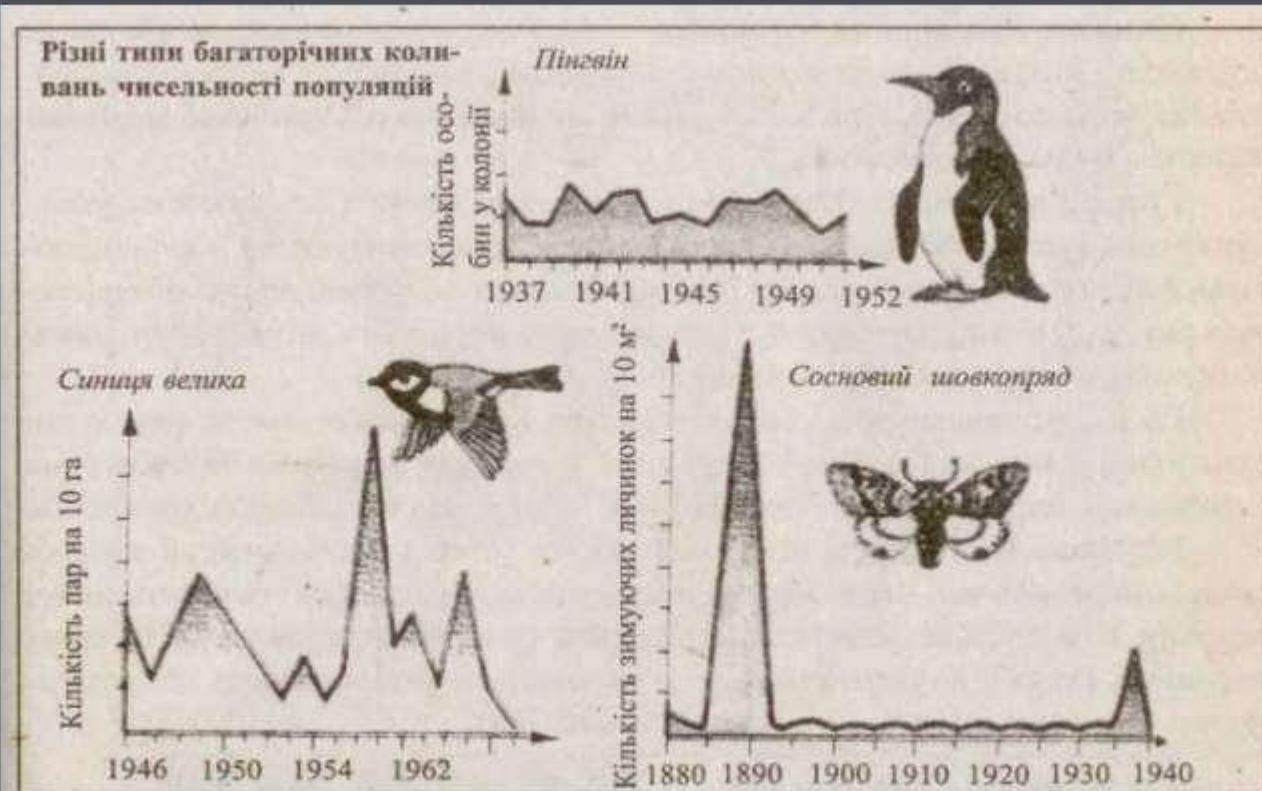 Різні типи багаторічних коли-
вань чисельності популяцій
Пінгвін
Кількість осо-
бин у колонії
1937 1941 1945 1949 1952
Синиця велика
Кількість пар на 10 га
1946 1950 1954 1962
Сосновий шовкопряд
Кількість зимуючих личинок на 10 м²
1880 1890 1900 1910 1920 1930 1940